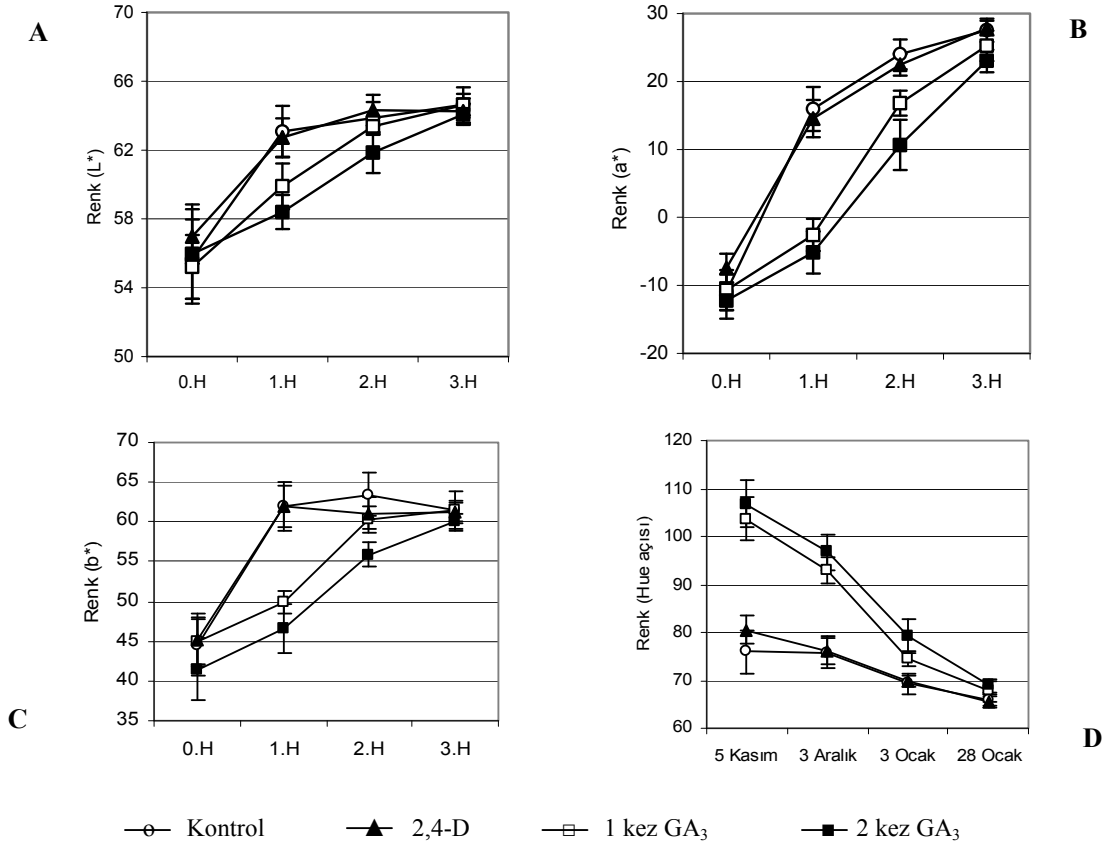 A
Renk (L*)
70
66
62
58
54
50
0.H 1.H 2.H 3.H
B
Renk (a*)
30
20
10
0
-10
-20
0.H 1.H 2.H 3.H
C
Renk (b*)
70
65
60
55
50
45
40
35
0.H 1.H 2.H 3.H
D
Renk (Hue açısı)
120
110
100
90
80
70
60
5 Kasım 3 Aralık 3 Ocak 28 Ocak
Kontrol 2,4-D 1 kez GA₃ 2 kez GA₃